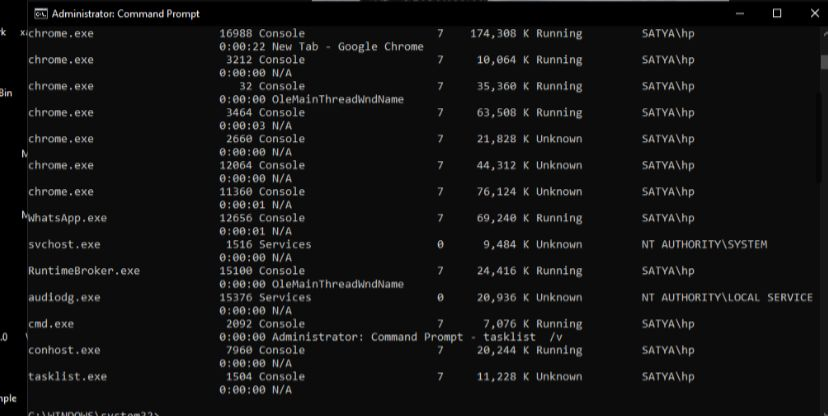 Administrator: Command Prompt
chrome.exe 16988 Console 7 174,308 K Running SATYA\hp
0:00:22 New Tab - Google Chrome
chrome.exe 3212 Console 7 10,064 K Running SATYA\hp
0:00:00 N/A
chrome.exe 32 Console 7 35,360 K Running SATYA\hp
0:00:00 OleMainThreadWndName
chrome.exe 3464 Console 7 63,508 K Running SATYA\hp
0:00:03 N/A
chrome.exe 2660 Console 7 21,828 K Unknown SATYA\hp
0:00:00 N/A
chrome.exe 12064 Console 7 44,312 K Unknown SATYA\hp
0:00:00 N/A
chrome.exe 11360 Console 7 76,124 K Unknown SATYA\hp
0:00:01 N/A
WhatsApp.exe 12656 Console 7 69,240 K Running SATYA\hp
0:00:01 N/A
svchost.exe 1516 Services 0 9,484 K Unknown NT AUTHORITY\SYSTEM
0:00:00 N/A
RuntimeBroker.exe 15100 Console 7 24,416 K Running SATYA\hp
0:00:00 OleMainThreadWndName
audiodg.exe 15376 Services 0 20,936 K Unknown NT AUTHORITY\LOCAL SERVICE
0:00:00 N/A
cmd.exe 2092 Console 7 7,076 K Running SATYA\hp
0:00:00 Administrator: Command Prompt - tasklist /v
conhost.exe 7960 Console 7 20,244 K Running SATYA\hp
0:00:00 N/A
tasklist.exe 1504 Console 7 11,228 K Unknown SATYA\hp
0:00:00 N/A
C:\WINDOWS\system32>